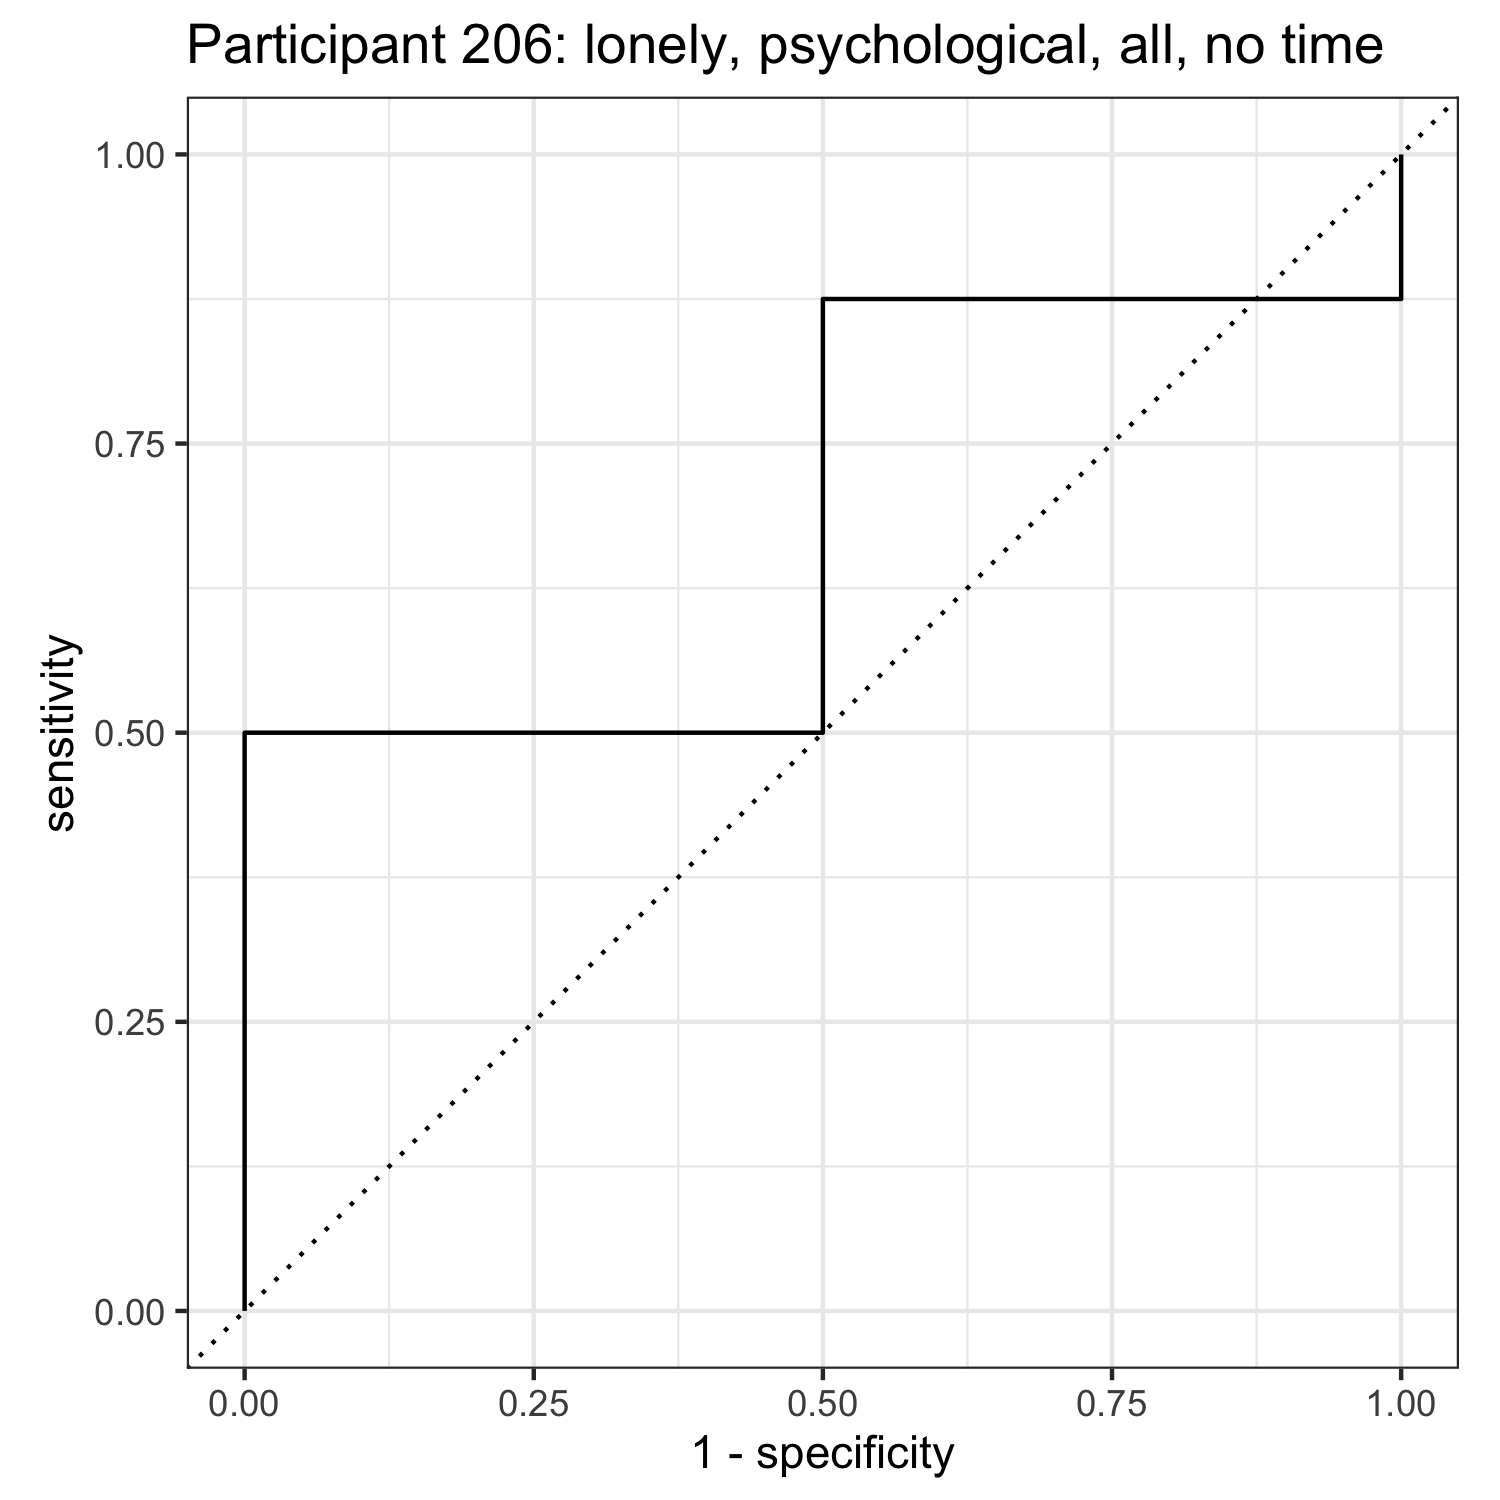 Participant 206: lonely, psychological, all, no time
1.00
0.75
0.50
0.25
0.00
sensitivity
0.00 0.25 0.50 0.75 1.00
1 - specificity